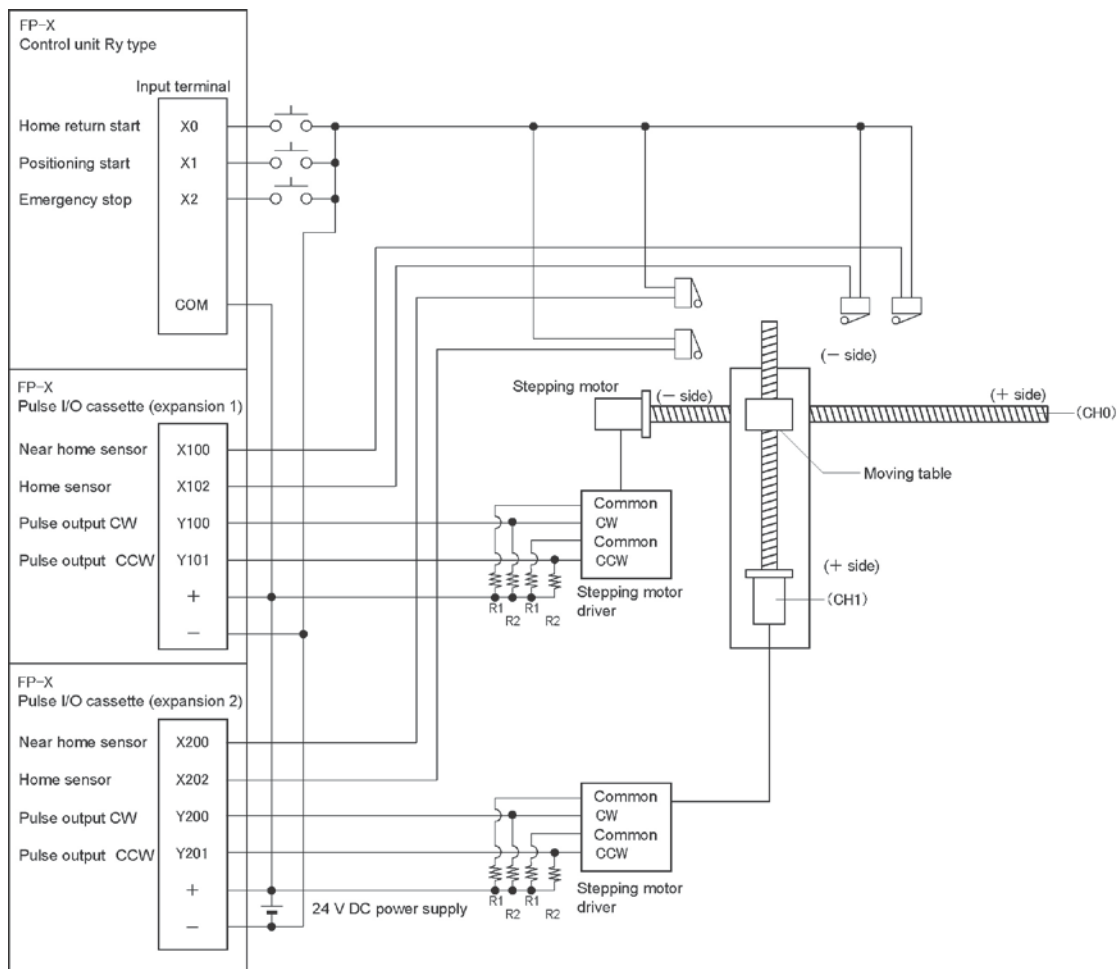 FP-X
Control unit Ry type
Input terminal
Home return start X0
Positioning start X1
Emergency stop X2
COM
FP-X
Pulse I/O cassette (expansion 1)
Near home sensor X100
Home sensor X102
Pulse output CW Y100
Pulse output CCW Y101
+
−
FP-X
Pulse I/O cassette (expansion 2)
Near home sensor X200
Home sensor X202
Pulse output CW Y200
Pulse output CCW Y201
+
−
24 V DC power supply
Stepping motor
(− side)
(− side)
(+ side)
(CH0)
Moving table
(+ side)
(CH1)
Common
CW
Common
CCW
Stepping motor
driver
R1
R2
R1
R2
Common
CW
Common
CCW
Stepping motor
driver
R1
R2
R1
R2